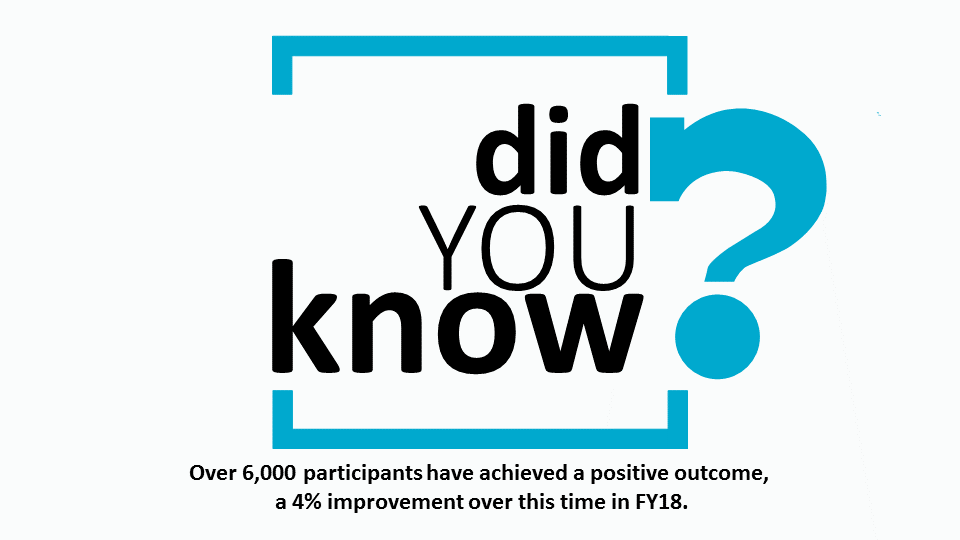 did
YOU
know?
Over 6,000 participants have achieved a positive outcome,
a 4% improvement over this time in FY18.